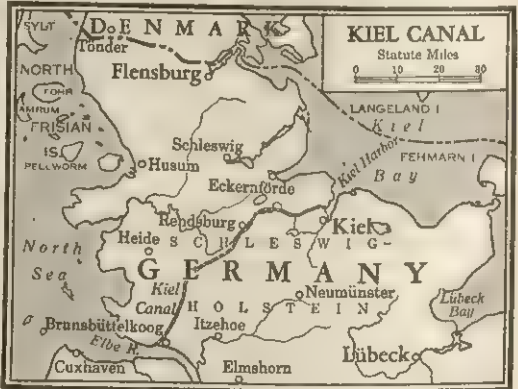 KIEL CANAL
Statute Miles
0 10 20 30
SYLT
DENMARK
Tönder
Flensburg
NORTH
FOHR
AMRUM
FRISIAN
IS.
PELLWORM
LANGELAND I
Kiel
Bay
Kiel Harbor
FEHMARN I
Schleswig
Husum
Eckernförde
Rendsburg
Kiel
Heide
SCHLESWIG-
North
Sea
GERMANY
Kiel
Canal
HOLSTEIN
Neumünster
Lübeck
Bay
Brunsbüttelkoog
Itzehoe
Elbe R.
Cuxhaven
Elmshorn
Lübeck